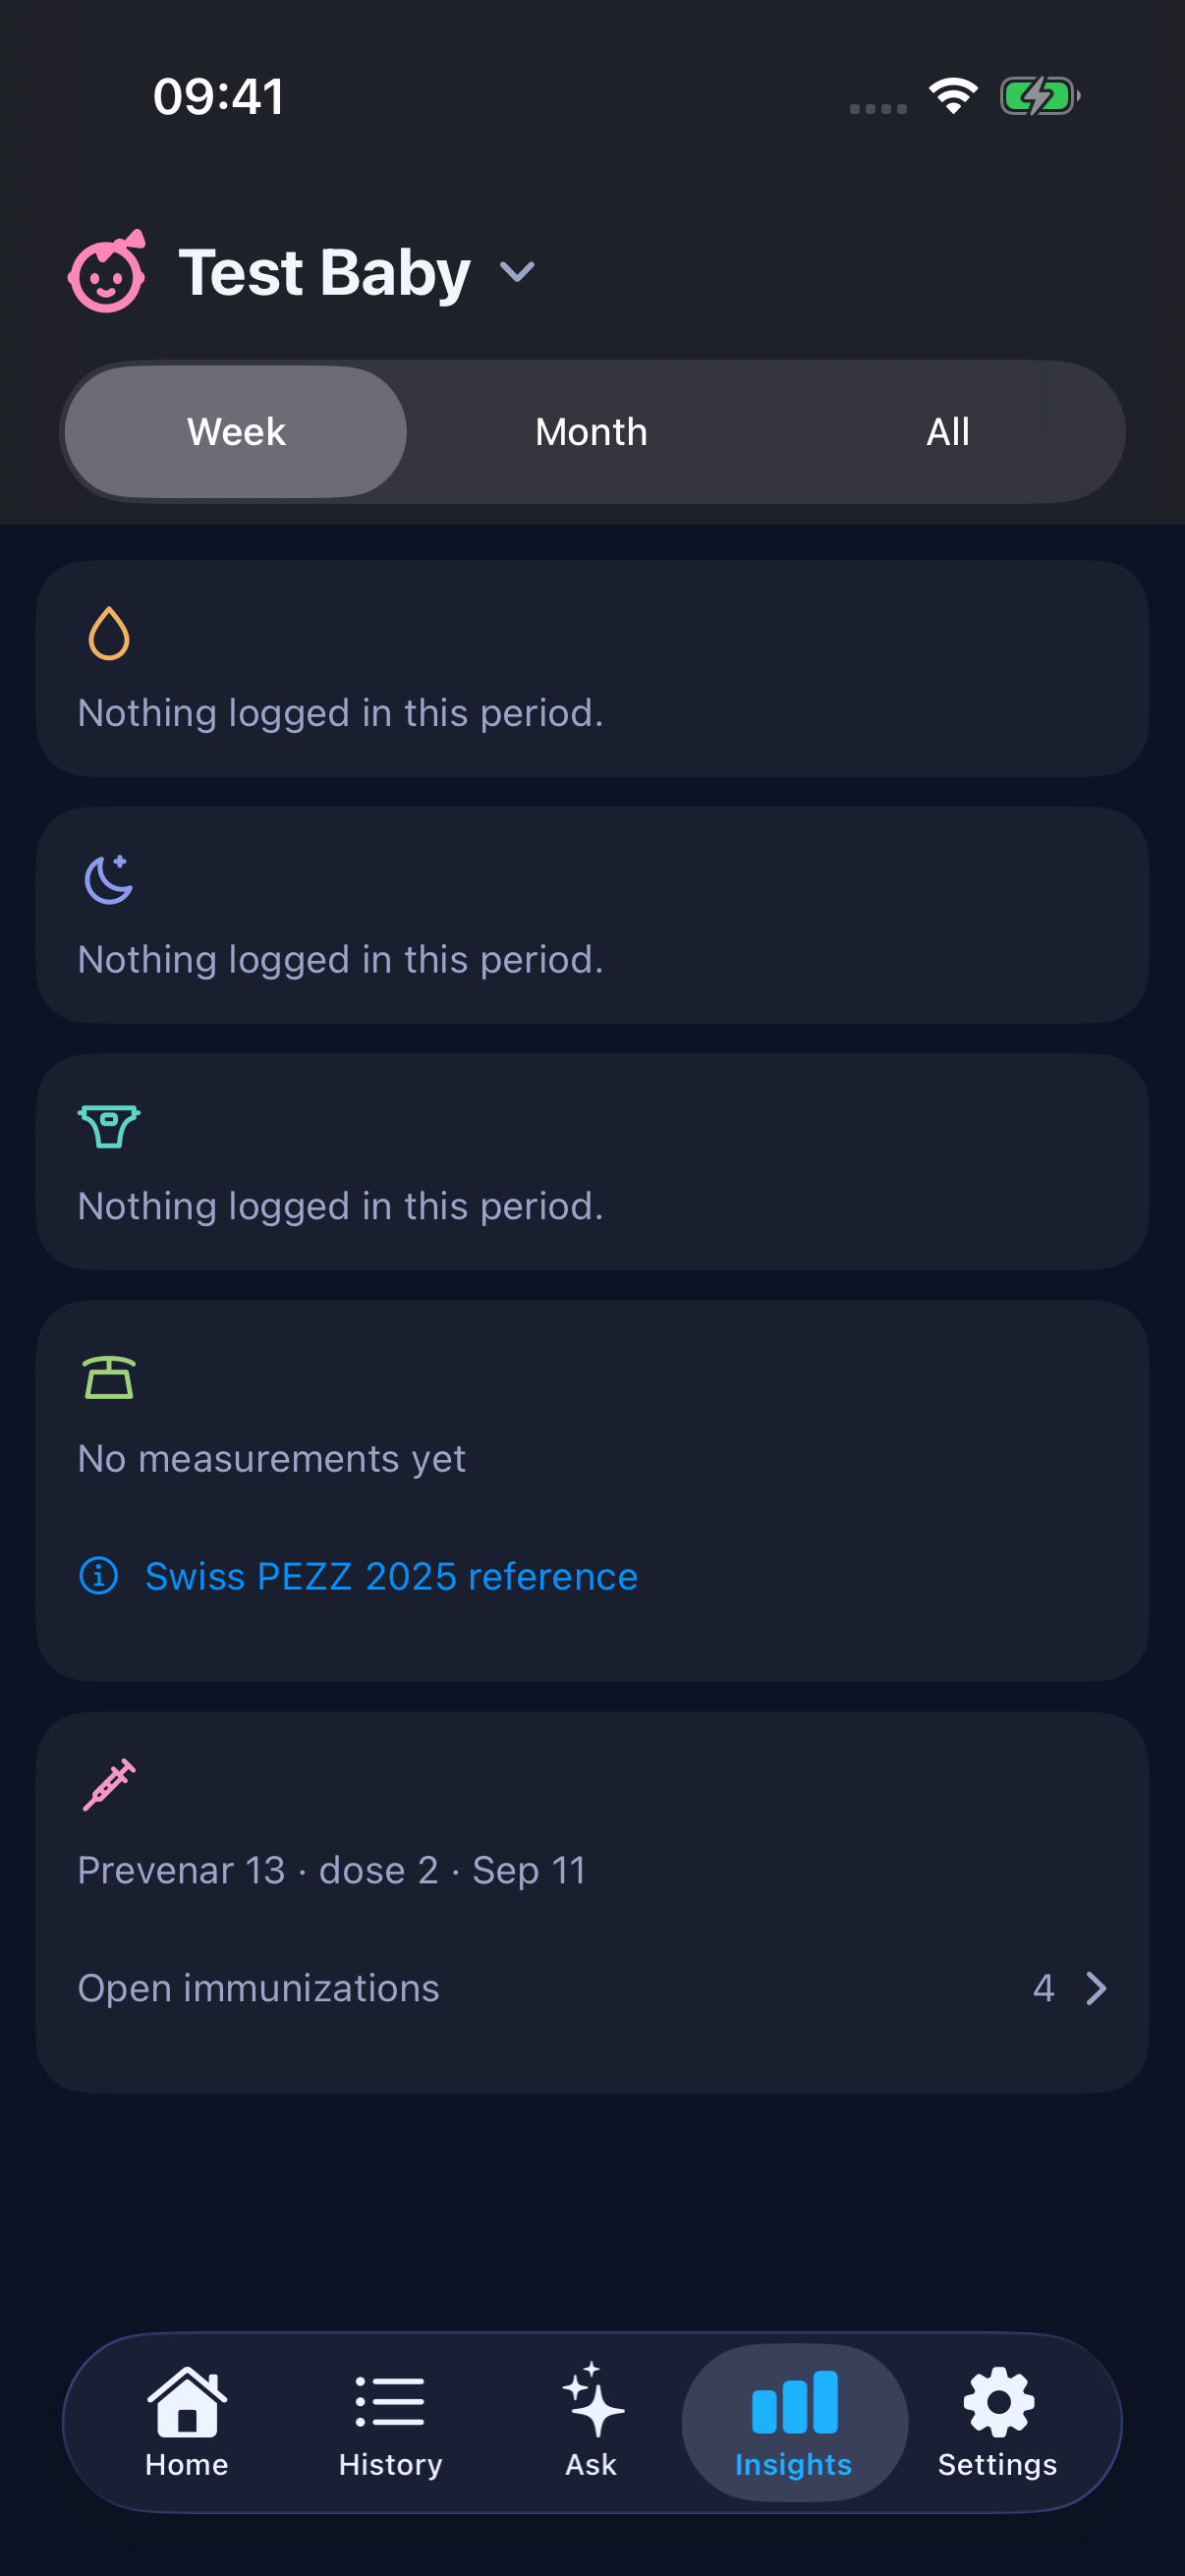 09:41
Test Baby
Week Month All
Nothing logged in this period.
Nothing logged in this period.
Nothing logged in this period.
No measurements yet
Swiss PEZZ 2025 reference
Prevenar 13 · dose 2 · Sep 11
Open immunizations 4
Home History Ask Insights Settings